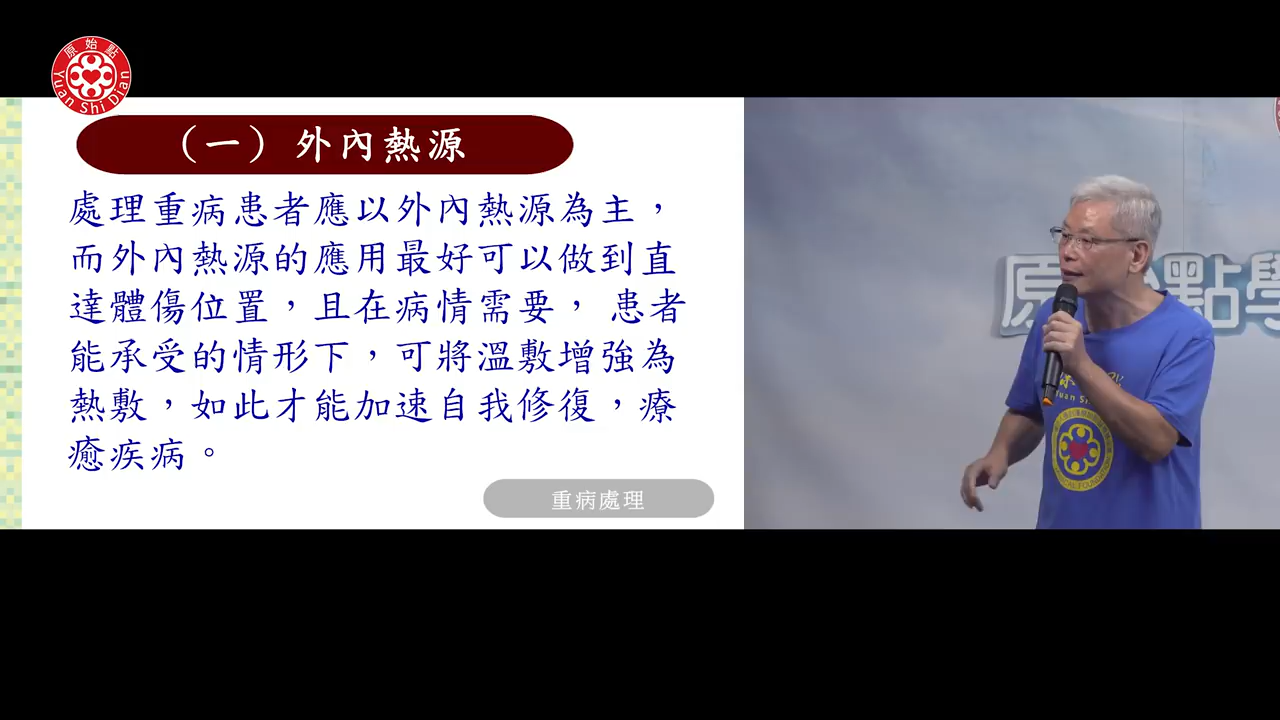 原始點
Yuan Shi Dian
（一）外內熱源
處理重病患者應以外內熱源為主，
而外內熱源的應用最好可以做到直
達體傷位置，且在病情需要， 患者
能承受的情形下，可將溫敷增強為
熱敷，如此才能加速自我修復，療
癒疾病。
重病處理
原始點學